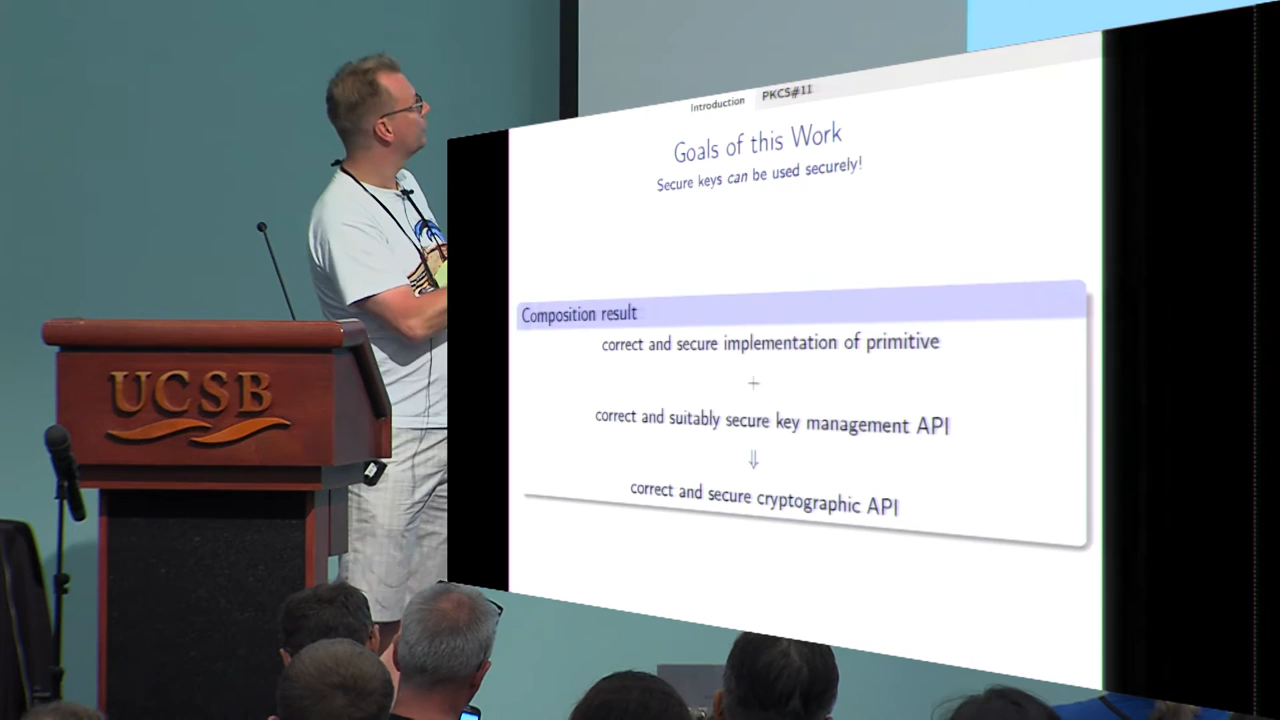 Introduction PKCS#11
Goals of this Work
Secure keys can be used securely!
Composition result
correct and secure implementation of primitive
+
correct and suitably secure key management API
⇓
correct and secure cryptographic API
UCSB